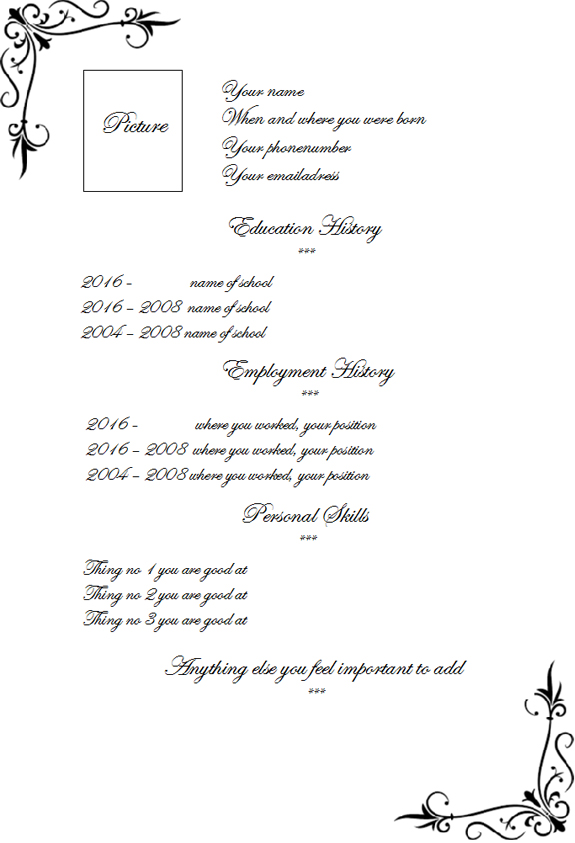 Picture
Your name
When and where you were born
Your phonenumber
Your emailadress
Education History
***
2016 - name of school
2016 – 2008 name of school
2004 – 2008 name of school
Employment History
***
2016 - where you worked, your position
2016 – 2008 where you worked, your position
2004 – 2008 where you worked, your position
Personal Skills
***
Thing no 1 you are good at
Thing no 2 you are good at
Thing no 3 you are good at
Anything else you feel important to add
***